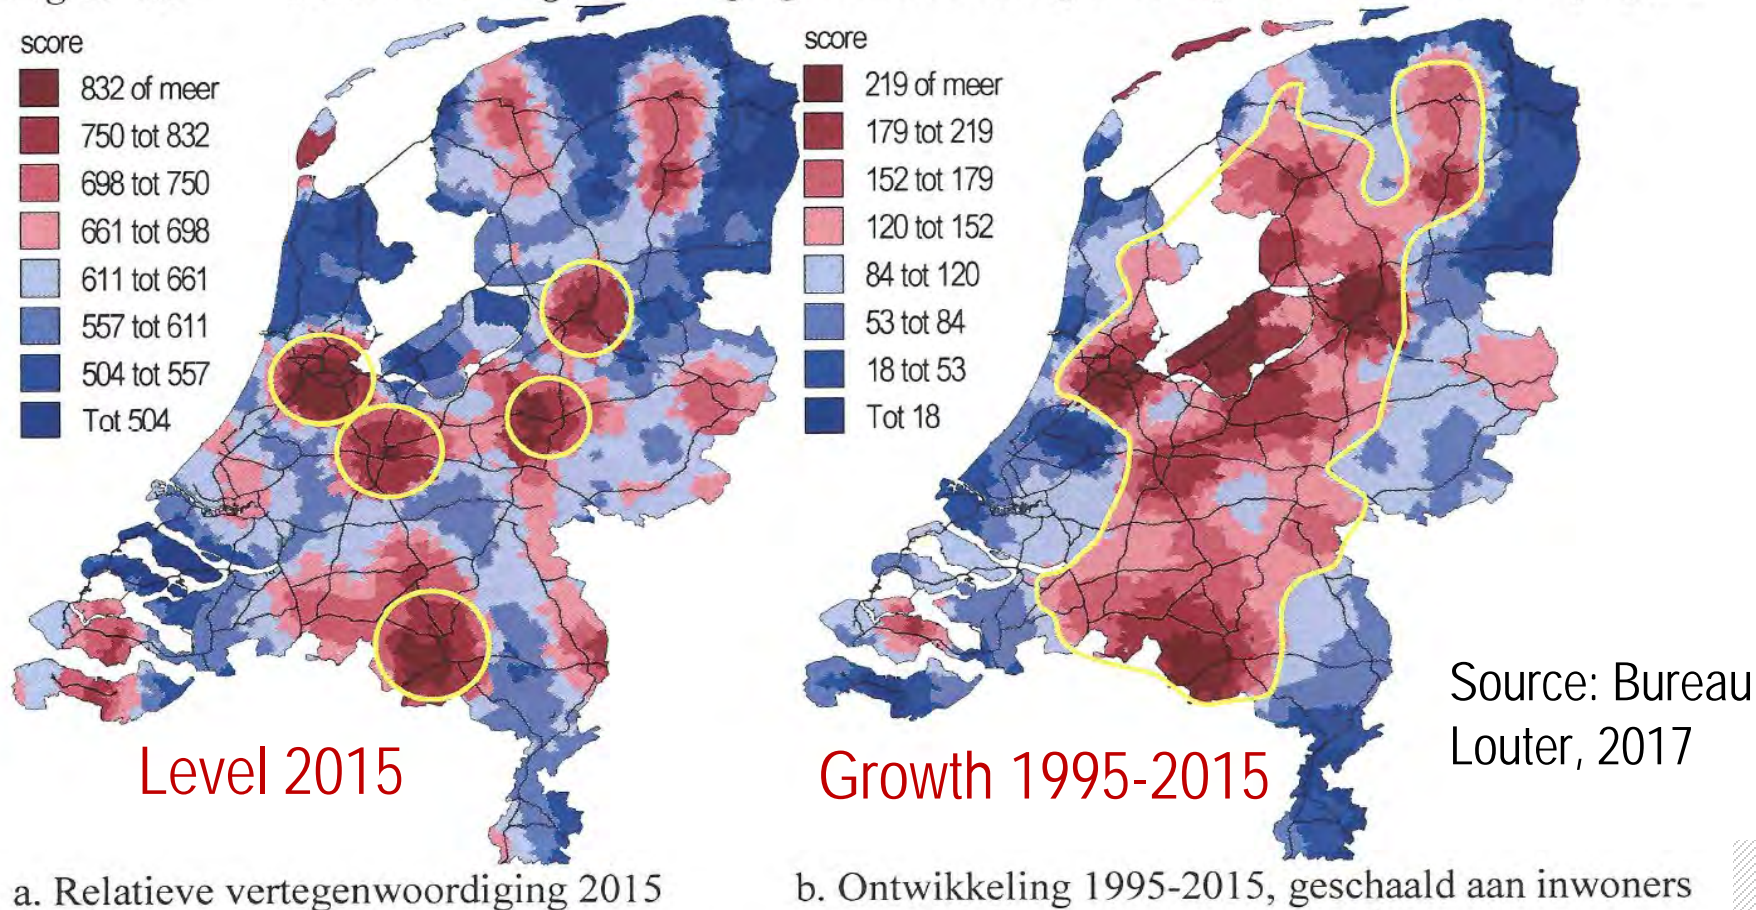 score
832 of meer
750 tot 832
698 tot 750
661 tot 698
611 tot 661
557 tot 611
504 tot 557
Tot 504
Level 2015
a. Relatieve vertegenwoordiging 2015
score
219 of meer
179 tot 219
152 tot 179
120 tot 152
84 tot 120
53 tot 84
18 tot 53
Tot 18
Growth 1995-2015
b. Ontwikkeling 1995-2015, geschaald aan inwoners
Source: Bureau
Louter, 2017